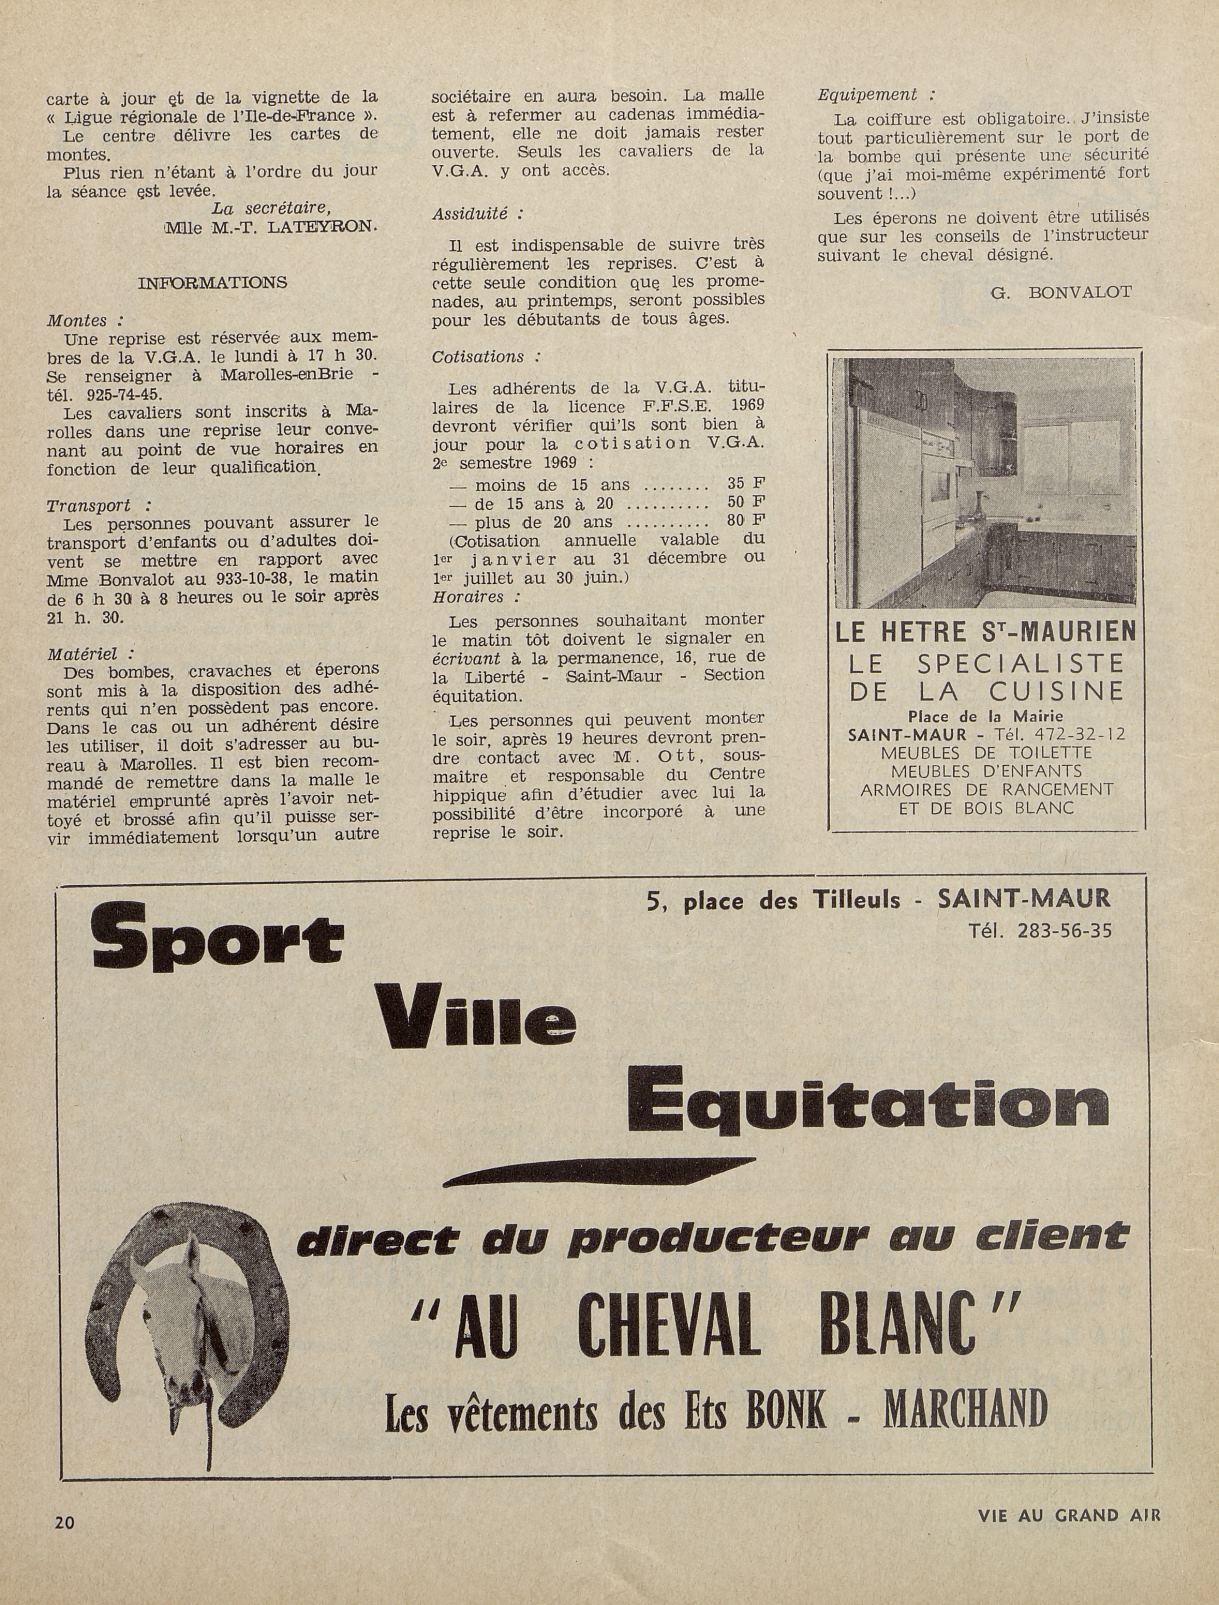 carte à jour et de la vignette de la
« Ligue régionale de l'Ile-de-France ».
Le centre délivre les cartes de
montes.
Plus rien n'étant à l'ordre du jour
la séance est levée.
La secrétaire,
Mlle M.-T. LATEYRON.
INFORMATIONS
Montes :
Une reprise est réservée aux mem-
bres de la V.G.A. le lundi à 17 h 30.
Se renseigner à Marolles-enBrie -
tél. 925-74-45.
Les cavaliers sont inscrits à Ma-
rolles dans une reprise leur conve-
nant au point de vue horaires en
fonction de leur qualification.
Transport :
Les personnes pouvant assurer le
transport d'enfants ou d'adultes doi-
vent se mettre en rapport avec
Mme Bonvalot au 933-10-38, le matin
de 6 h 30 à 8 heures ou le soir après
21 h. 30.
Matériel :
Des bombes, cravaches et éperons
sont mis à la disposition des adhé-
rents qui n'en possèdent pas encore.
Dans le cas ou un adhérent désire
les utiliser, il doit s'adresser au bu-
reau à Marolles. Il est bien recom-
mandé de remettre dans la malle le
matériel emprunté après l'avoir net-
toyé et brossé afin qu'il puisse ser-
vir immédiatement lorsqu'un autre
sociétaire en aura besoin. La malle
est à refermer au cadenas immédia-
tement, elle ne doit jamais rester
ouverte. Seuls les cavaliers de la
V.G.A. y ont accès.
Assiduité :
Il est indispensable de suivre très
régulièrement les reprises. C'est à
cette seule condition que les prome-
nades, au printemps, seront possibles
pour les débutants de tous âges.
Cotisations :
Les adhérents de la V.G.A. titu-
laires de la licence F.F.S.E. 1969
devront vérifier qui'ls sont bien à
jour pour la cotisation V.G.A.
2e semestre 1969 :
— moins de 15 ans ........ 35 F
— de 15 ans à 20 .......... 50 F
— plus de 20 ans .......... 80 F
(Cotisation annuelle valable du
1er janvier au 31 décembre ou
1er juillet au 30 juin.)
Horaires :
Les personnes souhaitant monter
le matin tôt doivent le signaler en
écrivant à la permanence, 16, rue de
la Liberté - Saint-Maur - Section
équitation.
Les personnes qui peuvent monter
le soir, après 19 heures devront pren-
dre contact avec M. Ott, sous-
maitre et responsable du Centre
hippique afin d'étudier avec lui la
possibilité d'être incorporé à une
reprise le soir.
Equipement :
La coiffure est obligatoire. J'insiste
tout particulièrement sur le port de
la bombe qui présente une sécurité
(que j'ai moi-même expérimenté fort
souvent !...)
Les éperons ne doivent être utilisés
que sur les conseils de l'instructeur
suivant le cheval désigné.
G. BONVALOT
LE HETRE ST-MAURIEN
LE SPECIALISTE
DE LA CUISINE
Place de la Mairie
SAINT-MAUR - Tél. 472-32-12
MEUBLES DE TOILETTE
MEUBLES D'ENFANTS
ARMOIRES DE RANGEMENT
ET DE BOIS BLANC
5, place des Tilleuls - SAINT-MAUR
Tél. 283-56-35
Sport
Ville
Equitation
direct du producteur au client
"AU CHEVAL BLANC"
Les vêtements des Ets BONK - MARCHAND
20
VIE AU GRAND AIR